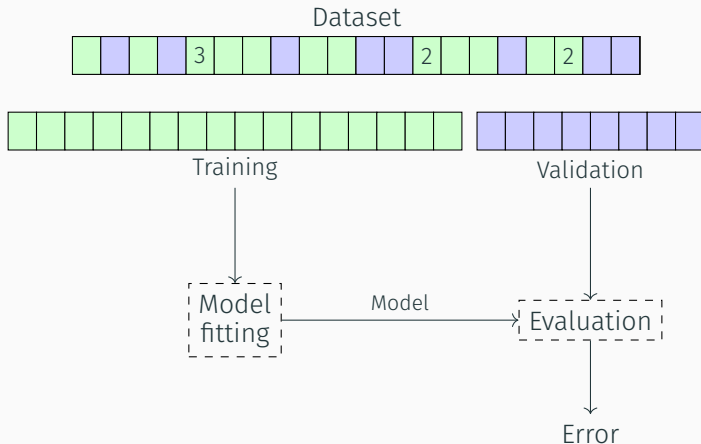 Dataset
3 2 2
Training Validation
Model
fitting
Model
Evaluation
Error